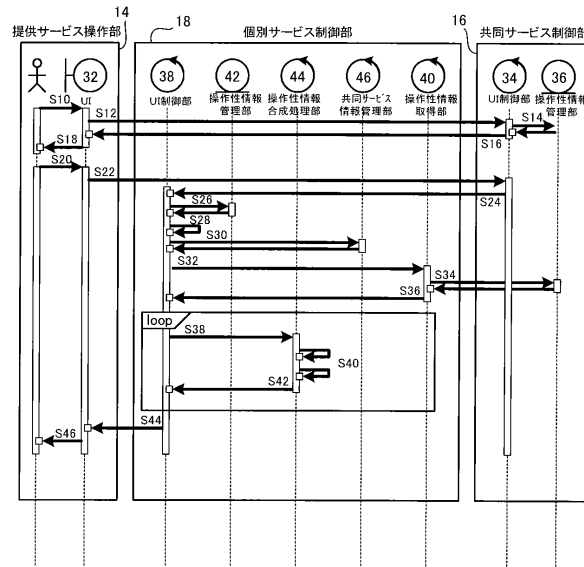 14
18
16
提供サービス操作部
個別サービス制御部
共同サービス制御部
32
38
42
44
46
40
34
36
UI
UI制御部
操作性情報
管理部
操作性情報
合成処理部
共同サービス
情報管理部
操作性情報
取得部
UI制御部
操作性情報
管理部
S10
S12
S14
S16
S18
S20
S22
S24
S26
S28
S30
S32
S34
S36
loop
S38
S40
S42
S44
S46